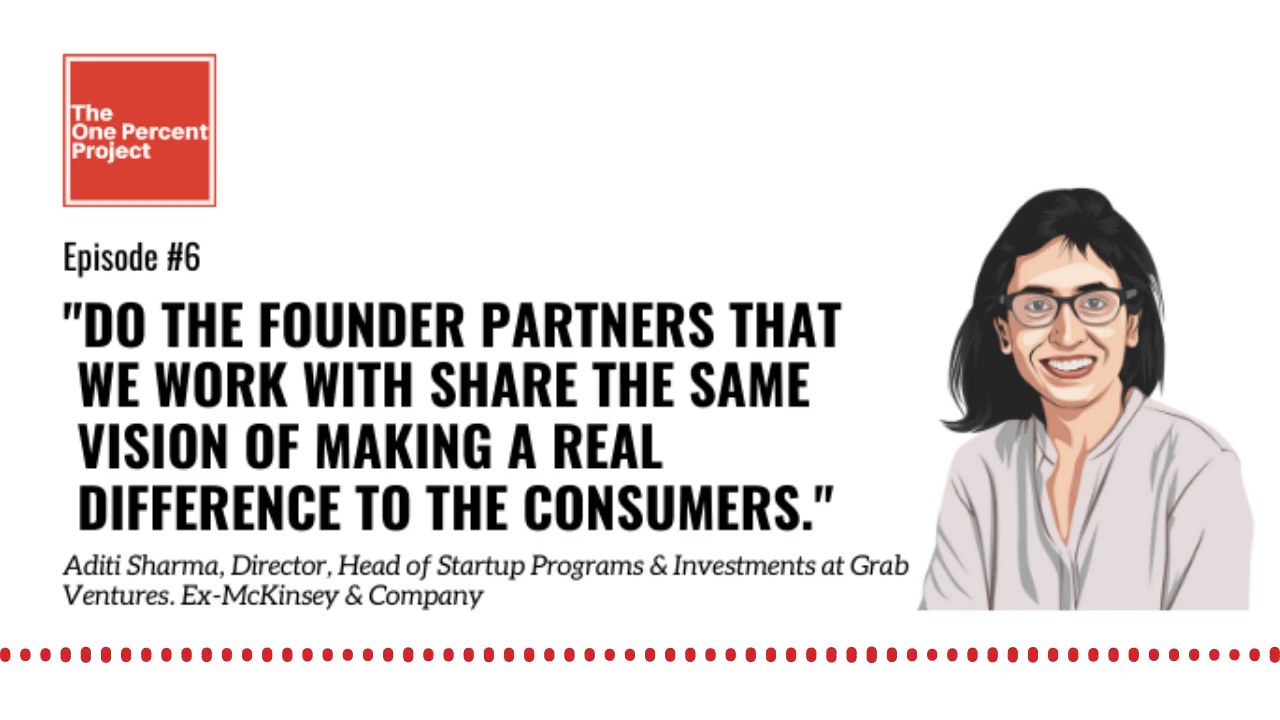 The
One Percent
Project
Episode #6
"DO THE FOUNDER PARTNERS THAT
WE WORK WITH SHARE THE SAME
VISION OF MAKING A REAL
DIFFERENCE TO THE CONSUMERS."
Aditi Sharma, Director, Head of Startup Programs & Investments at Grab
Ventures. Ex-McKinsey & Company